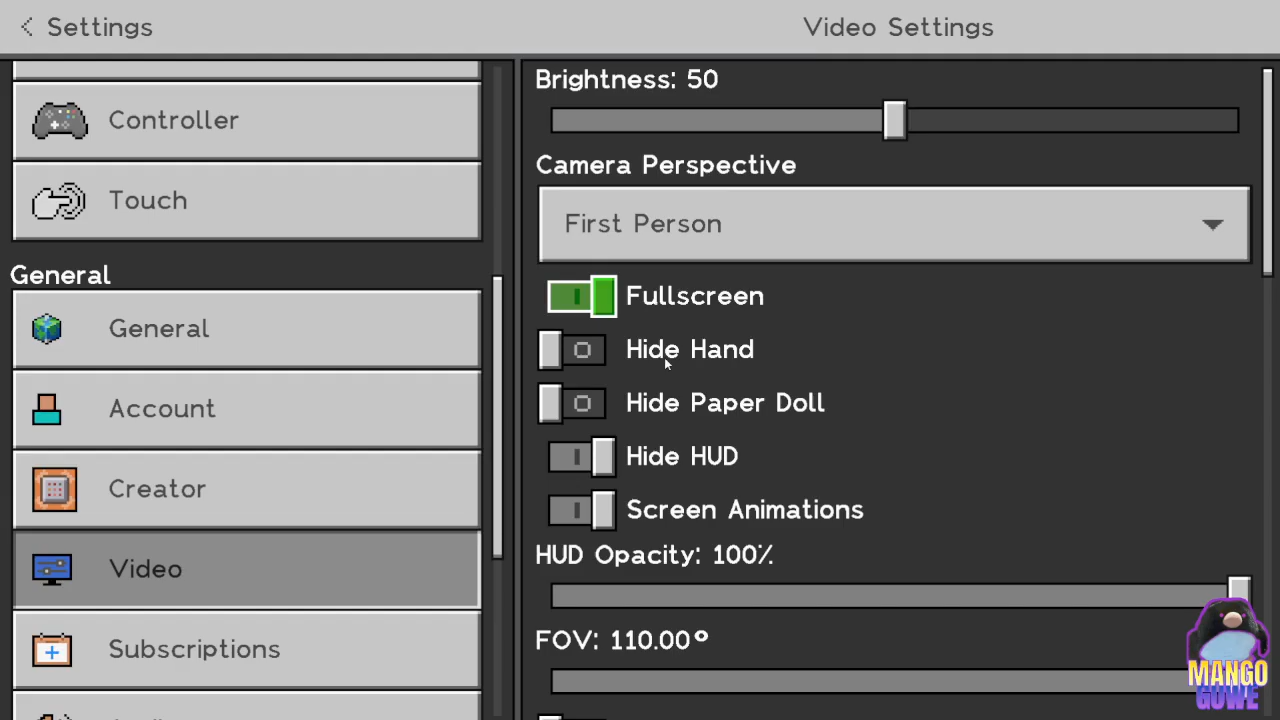 Settings
Video Settings
Controller
Touch
General
General
Account
Creator
Video
Subscriptions
Brightness: 50
Camera Perspective
First Person
Fullscreen
Hide Hand
Hide Paper Doll
Hide HUD
Screen Animations
HUD Opacity: 100%
FOV: 110.00°
MANGO
GUWE